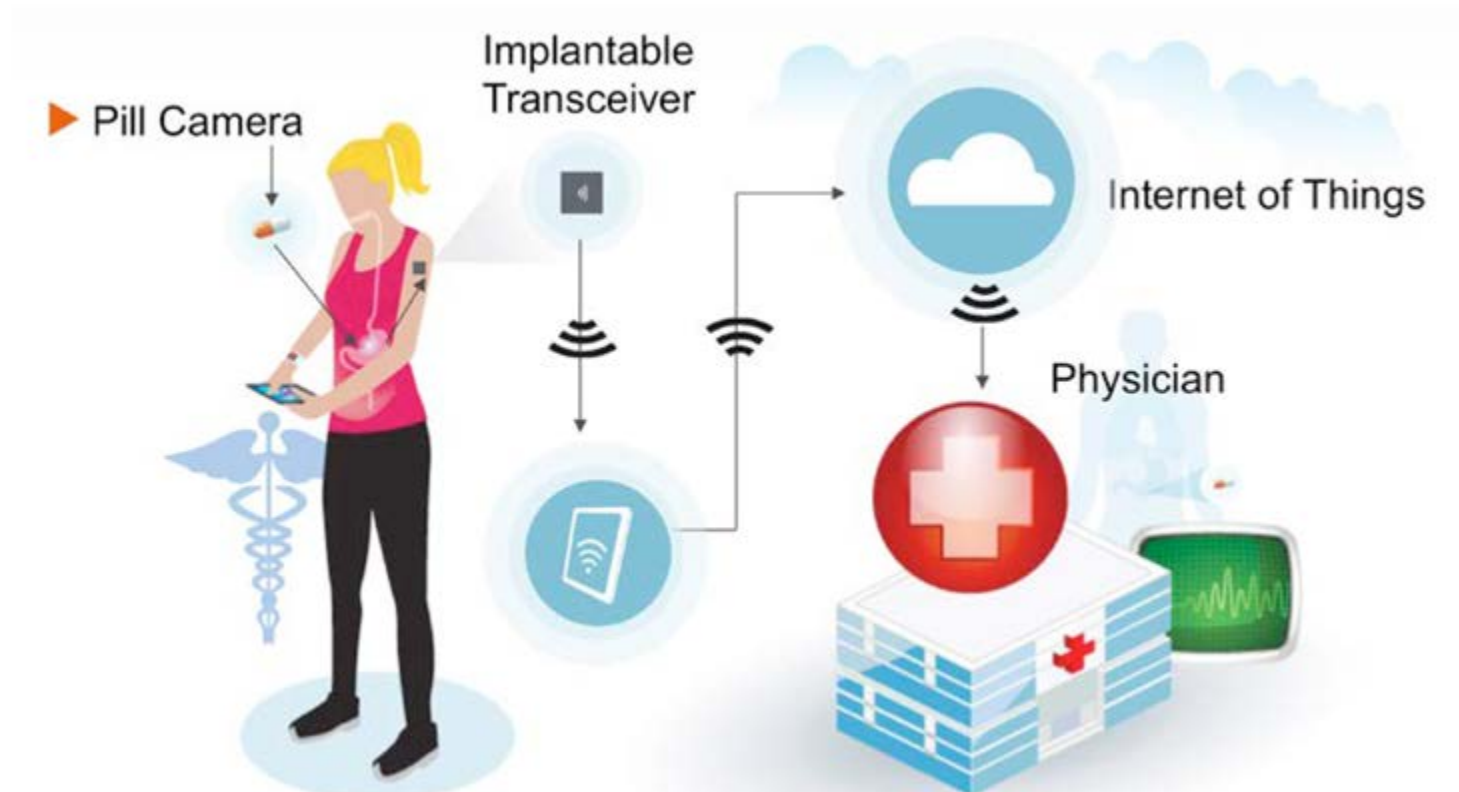 Implantable
Transceiver
Pill Camera
Internet of Things
Physician